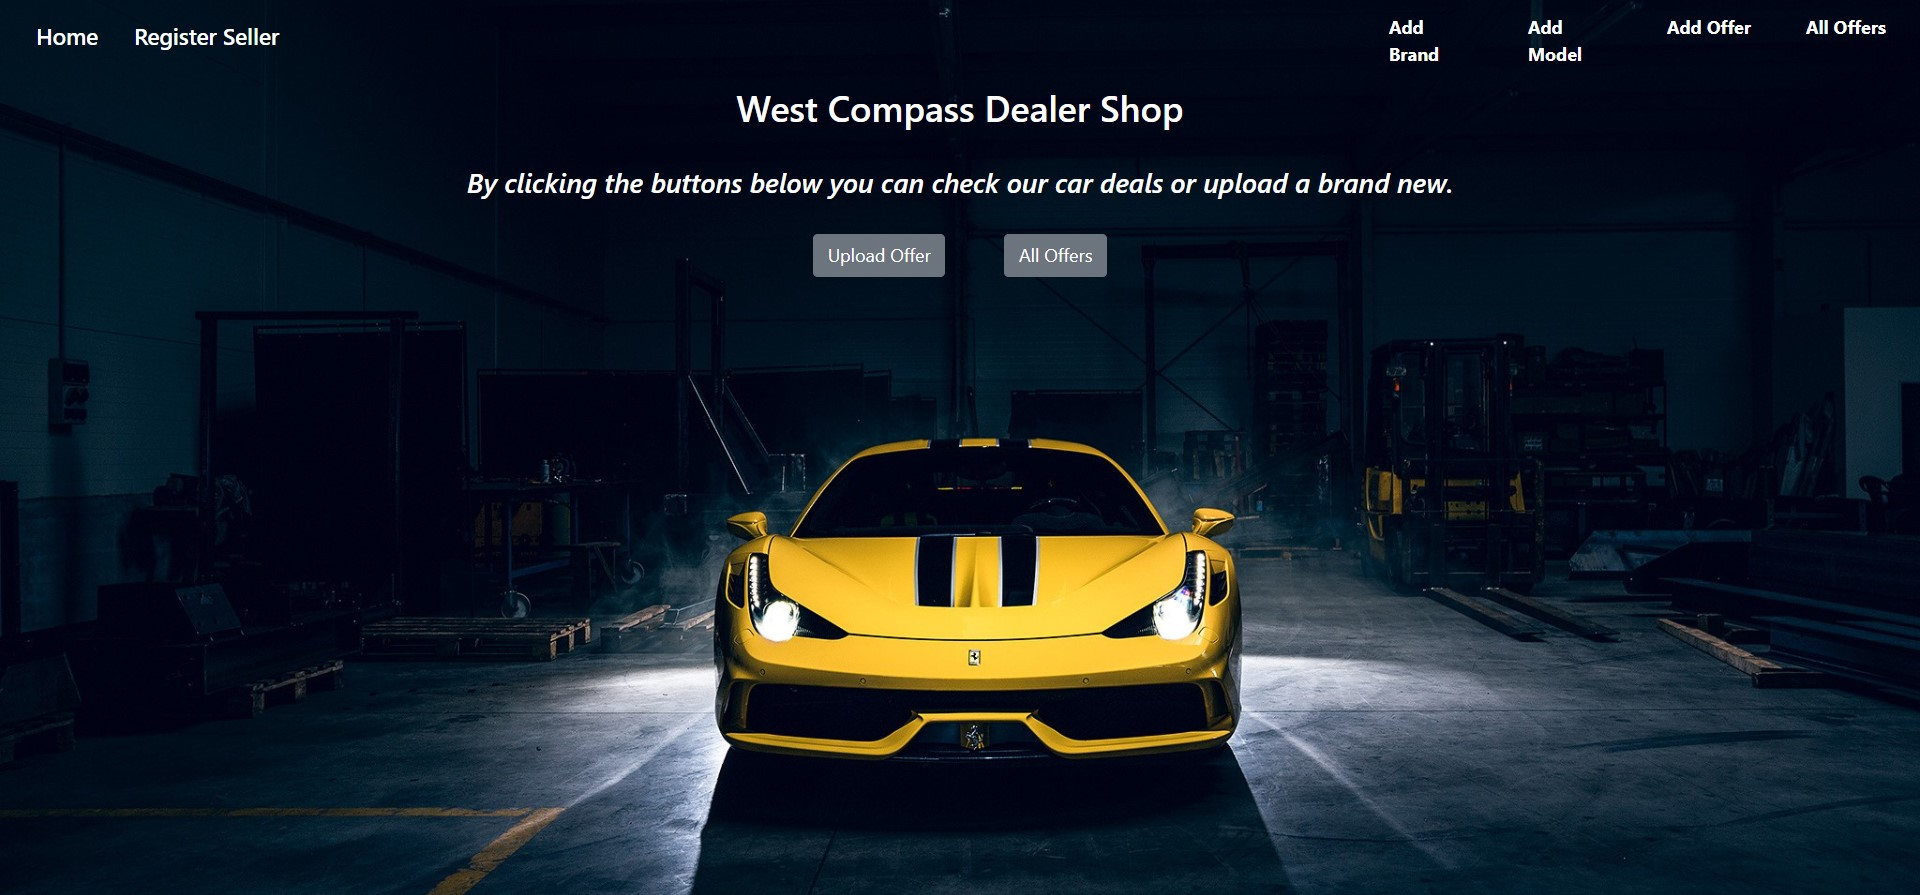 Home
Register Seller
Add
Brand
Add
Model
Add Offer
All Offers
West Compass Dealer Shop
By clicking the buttons below you can check our car deals or upload a brand new.
Upload Offer
All Offers